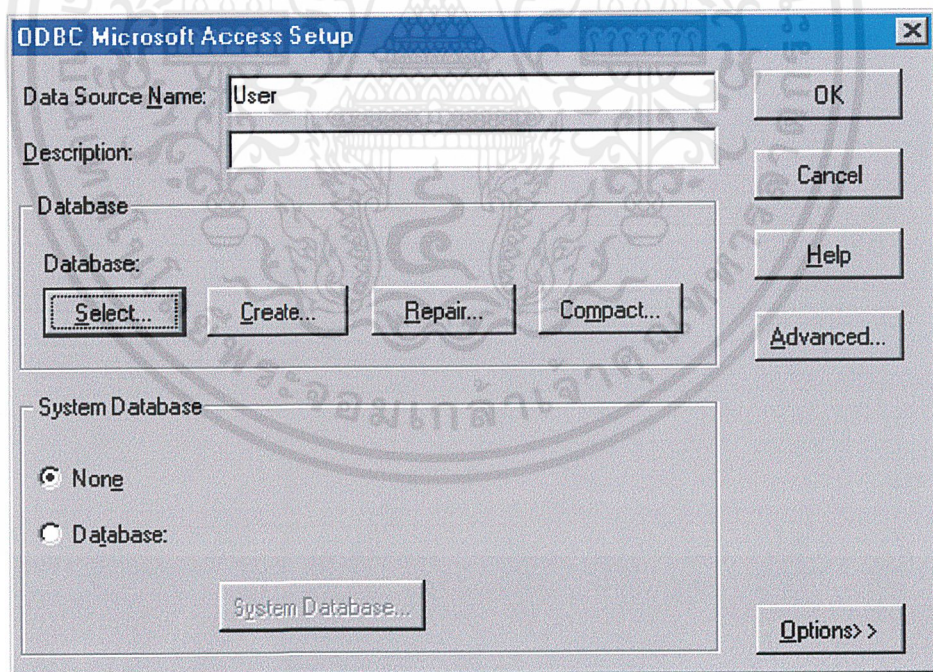 ODBC Microsoft Access Setup
Data Source Name: User
OK
Description:
Cancel
Database
Help
Database:
Select... Create... Repair... Compact...
Advanced...
System Database
None
Database:
System Database...
Options>>